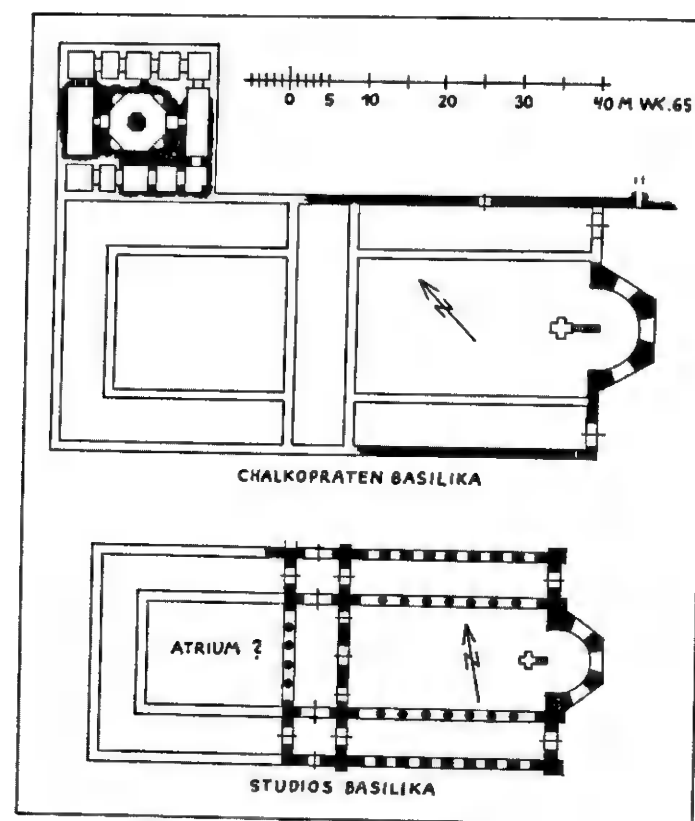 0 5 10 20 30 40 M WK.65
N
CHALKOPRATEN BASILIKA
ATRIUM ?
N
STUDIOS BASILIKA